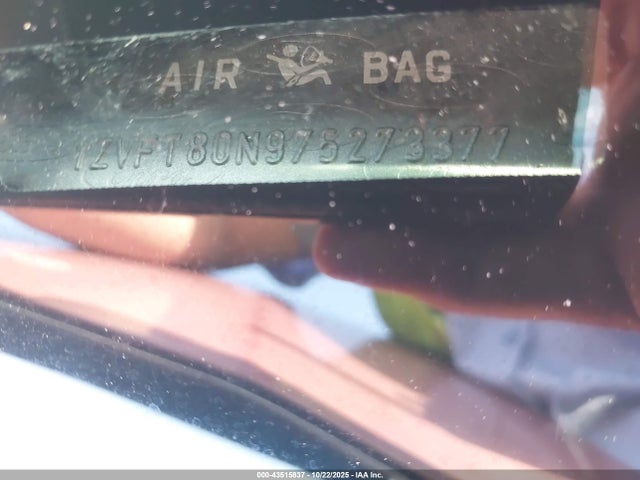 AIR BAG
1ZVFT80N975273377
000-43515837 - 10/22/2025 - IAA Inc.